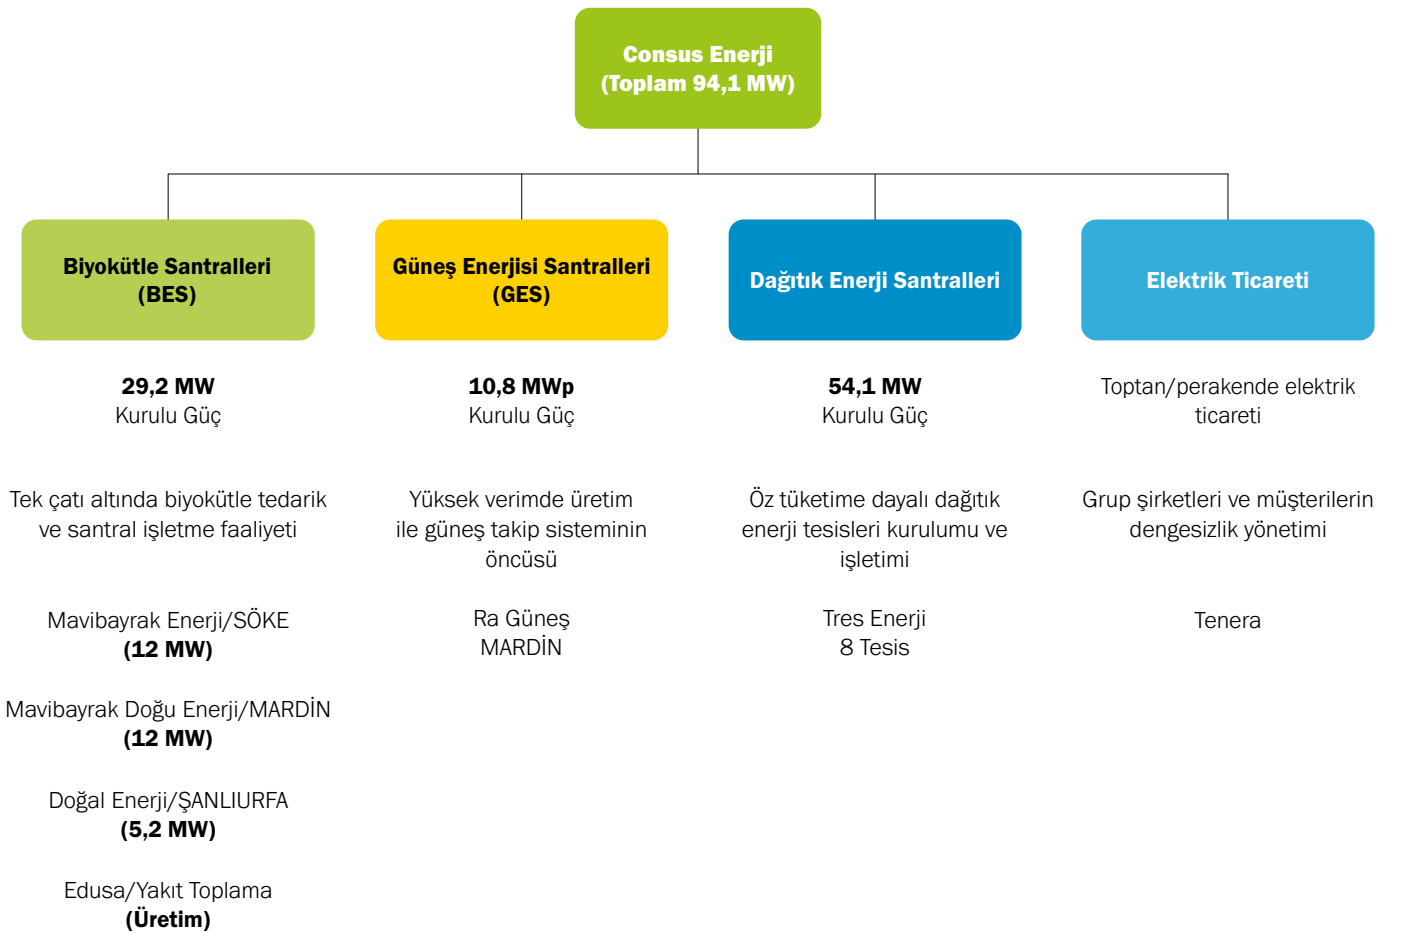 Consus Enerji
(Toplam 94,1 MW)
Biyokütle Santralleri
(BES)
29,2 MW
Kurulu Güç
Tek çatı altında biyokütle tedarik
ve santral işletme faaliyeti
Mavibayrak Enerji/SÖKE
(12 MW)
Mavibayrak Doğu Enerji/MARDİN
(12 MW)
Doğal Enerji/ŞANLIURFA
(5,2 MW)
Edusa/Yakıt Toplama
(Üretim)
Güneş Enerjisi Santralleri
(GES)
10,8 MWp
Kurulu Güç
Yüksek verimde üretim
ile güneş takip sisteminin
öncüsü
Ra Güneş
MARDİN
Dağıtık Enerji Santralleri
54,1 MW
Kurulu Güç
Öz tüketime dayalı dağıtık
enerji tesisleri kurulumu ve
işletimi
Tres Enerji
8 Tesis
Elektrik Ticareti
Toptan/perakende elektrik
ticareti
Grup şirketleri ve müşterilerin
dengesizlik yönetimi
Tenera